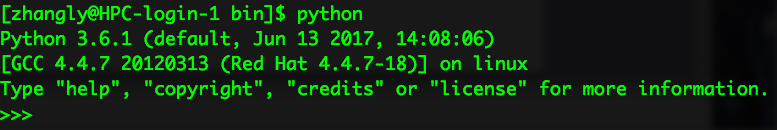 [zhangly@HPC-login-1 bin]$ python
Python 3.6.1 (default, Jun 13 2017, 14:08:06)
[GCC 4.4.7 20120313 (Red Hat 4.4.7-18)] on linux
Type "help", "copyright", "credits" or "license" for more information.
>>>